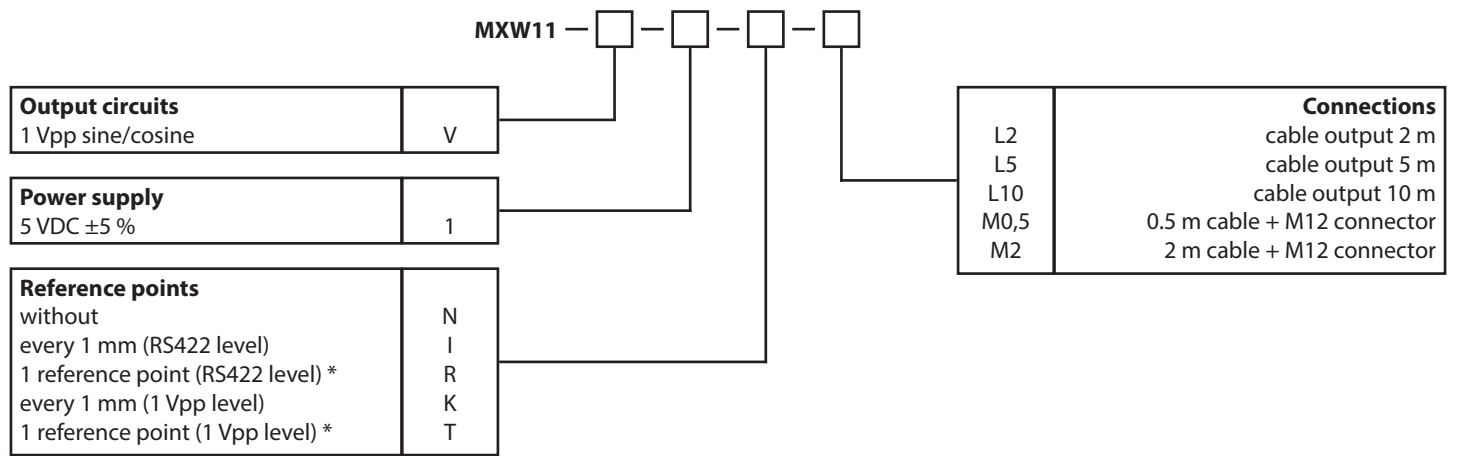 MXW11 — □ — □ — □ — □
Output circuits
1 Vpp sine/cosine V
Power supply
5 VDC ±5 % 1
Reference points
without N
every 1 mm (RS422 level) I
1 reference point (RS422 level) * R
every 1 mm (1 Vpp level) K
1 reference point (1 Vpp level) * T
Connections
L2 cable output 2 m
L5 cable output 5 m
L10 cable output 10 m
M0,5 0.5 m cable + M12 connector
M2 2 m cable + M12 connector